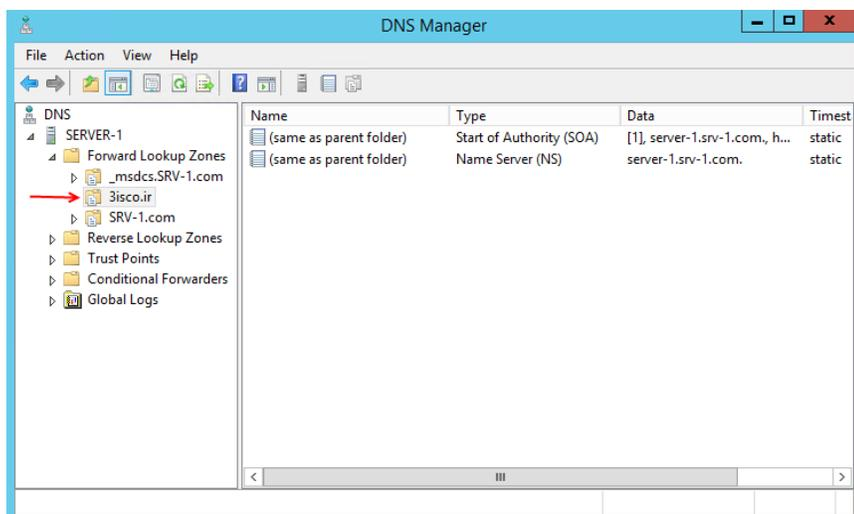 DNS Manager
File Action View Help
DNS
SERVER-1
Forward Lookup Zones
_msdcs.SRV-1.com
3isco.ir
SRV-1.com
Reverse Lookup Zones
Trust Points
Conditional Forwarders
Global Logs
Name Type Data Timest
(same as parent folder) Start of Authority (SOA) [1], server-1.srv-1.com., h... static
(same as parent folder) Name Server (NS) server-1.srv-1.com. static